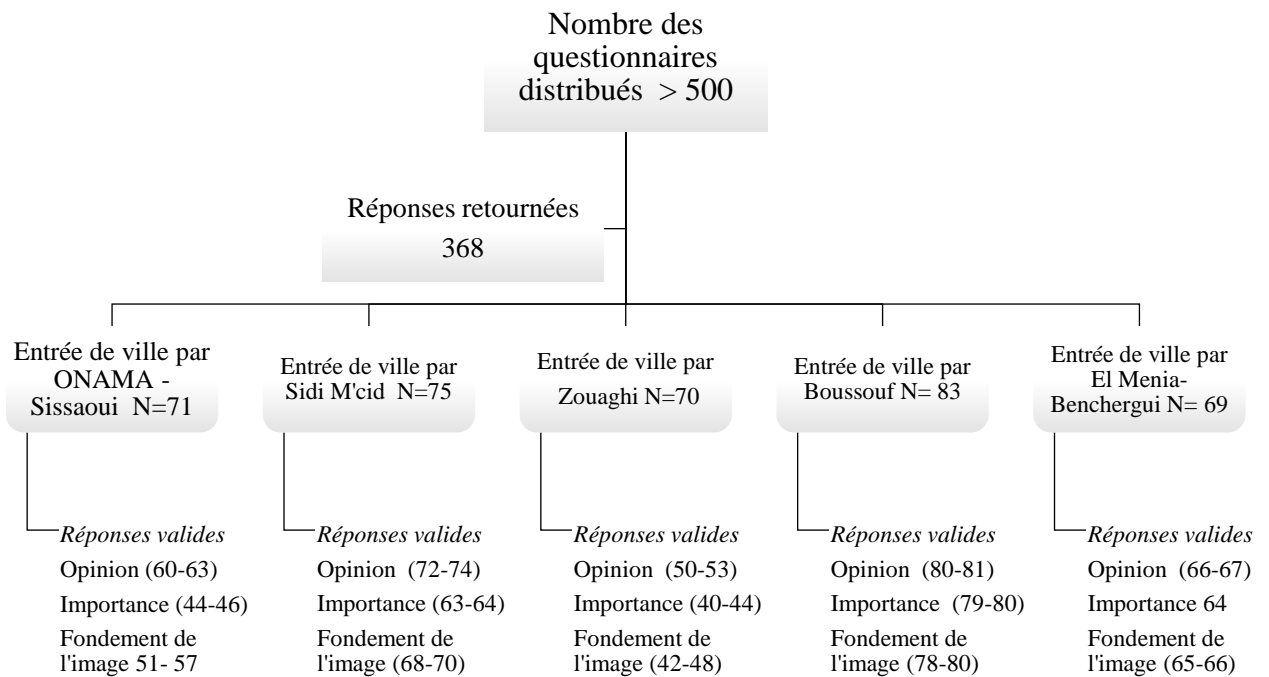 Nombre des
questionnaires
distribués > 500
Réponses retournées
368
Entrée de ville par
ONAMA -
Sissaoui N=71
Entrée de ville par
Sidi M'cid N=75
Entrée de ville par
Zouaghi N=70
Entrée de ville par
Boussouf N= 83
Entrée de ville par
El Menia-
Benchergui N= 69
Réponses valides
Opinion (60-63)
Importance (44-46)
Fondement de
l'image 51- 57
Réponses valides
Opinion (72-74)
Importance (63-64)
Fondement de
l'image (68-70)
Réponses valides
Opinion (50-53)
Importance (40-44)
Fondement de
l'image (42-48)
Réponses valides
Opinion (80-81)
Importance (79-80)
Fondement de
l'image (78-80)
Réponses valides
Opinion (66-67)
Importance 64
Fondement de
l'image (65-66)